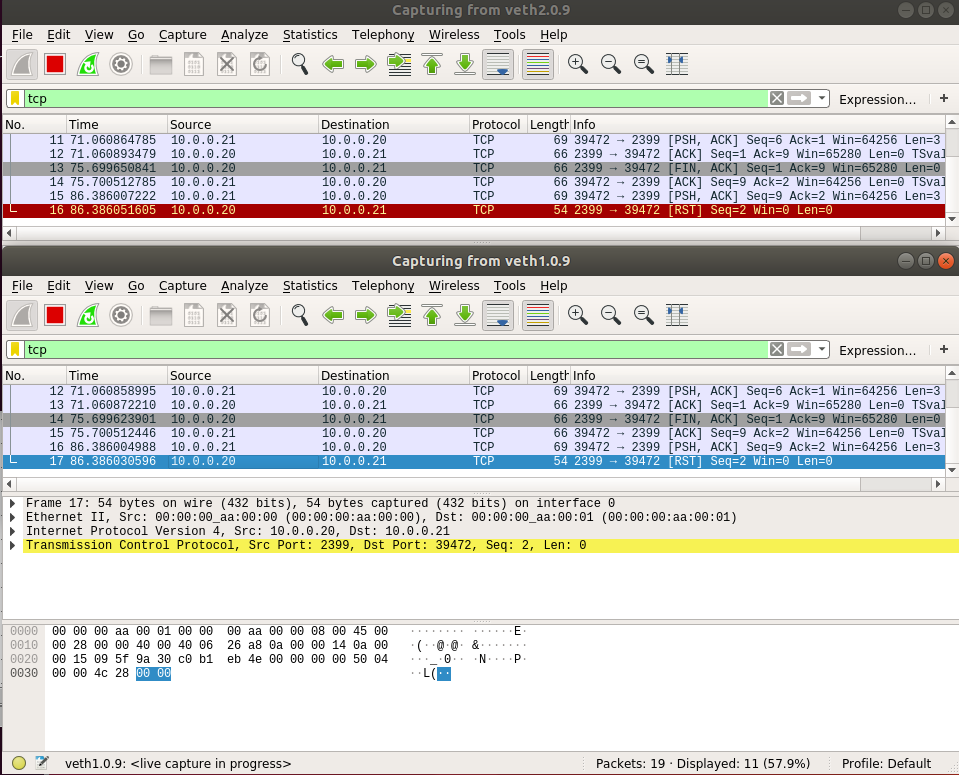 Capturing from veth2.0.9
File Edit View Go Capture Analyze Statistics Telephony Wireless Tools Help
tcp Expression... +
No. Time Source Destination Protocol Length Info
11 71.060864785 10.0.0.21 10.0.0.20 TCP 69 39472 → 2399 [PSH, ACK] Seq=6 Ack=1 Win=64256 Len=3
12 71.060893479 10.0.0.20 10.0.0.21 TCP 66 2399 → 39472 [ACK] Seq=1 Ack=9 Win=65280 Len=0 TSval
13 75.699650841 10.0.0.20 10.0.0.21 TCP 66 2399 → 39472 [FIN, ACK] Seq=1 Ack=9 Win=65280 Len=0
14 75.700512785 10.0.0.21 10.0.0.20 TCP 66 39472 → 2399 [ACK] Seq=9 Ack=2 Win=64256 Len=0 TSval
15 86.386007222 10.0.0.21 10.0.0.20 TCP 69 39472 → 2399 [PSH, ACK] Seq=9 Ack=2 Win=64256 Len=3
16 86.386051605 10.0.0.20 10.0.0.21 TCP 54 2399 → 39472 [RST] Seq=2 Win=0 Len=0
Capturing from veth1.0.9
File Edit View Go Capture Analyze Statistics Telephony Wireless Tools Help
tcp Expression... +
No. Time Source Destination Protocol Length Info
12 71.060858995 10.0.0.21 10.0.0.20 TCP 69 39472 → 2399 [PSH, ACK] Seq=6 Ack=1 Win=64256 Len=3
13 71.060872210 10.0.0.20 10.0.0.21 TCP 66 2399 → 39472 [ACK] Seq=1 Ack=9 Win=65280 Len=0 TSval
14 75.699623901 10.0.0.20 10.0.0.21 TCP 66 2399 → 39472 [FIN, ACK] Seq=1 Ack=9 Win=65280 Len=0
15 75.700512446 10.0.0.21 10.0.0.20 TCP 66 39472 → 2399 [ACK] Seq=9 Ack=2 Win=64256 Len=0 TSval
16 86.386004988 10.0.0.21 10.0.0.20 TCP 69 39472 → 2399 [PSH, ACK] Seq=9 Ack=2 Win=64256 Len=3
17 86.386030596 10.0.0.20 10.0.0.21 TCP 54 2399 → 39472 [RST] Seq=2 Win=0 Len=0
Frame 17: 54 bytes on wire (432 bits), 54 bytes captured (432 bits) on interface 0
Ethernet II, Src: 00:00:00_aa:00:00 (00:00:00:aa:00:00), Dst: 00:00:00_aa:00:01 (00:00:00:aa:00:01)
Internet Protocol Version 4, Src: 10.0.0.20, Dst: 10.0.0.21
Transmission Control Protocol, Src Port: 2399, Dst Port: 39472, Seq: 2, Len: 0
0000 00 00 00 aa 00 01 00 00 00 aa 00 00 08 00 45 00 ········ ······E·
0010 00 28 00 00 40 00 40 06 26 a8 0a 00 00 14 0a 00 ·(··@·@· &·······
0020 00 15 09 5f 9a 30 c0 b1 eb 4e 00 00 00 00 50 04 ···_·0·· ·N····P·
0030 00 00 4c 28 00 00 ··L(··
veth1.0.9: <live capture in progress> Packets: 19 · Displayed: 11 (57.9%) Profile: Default